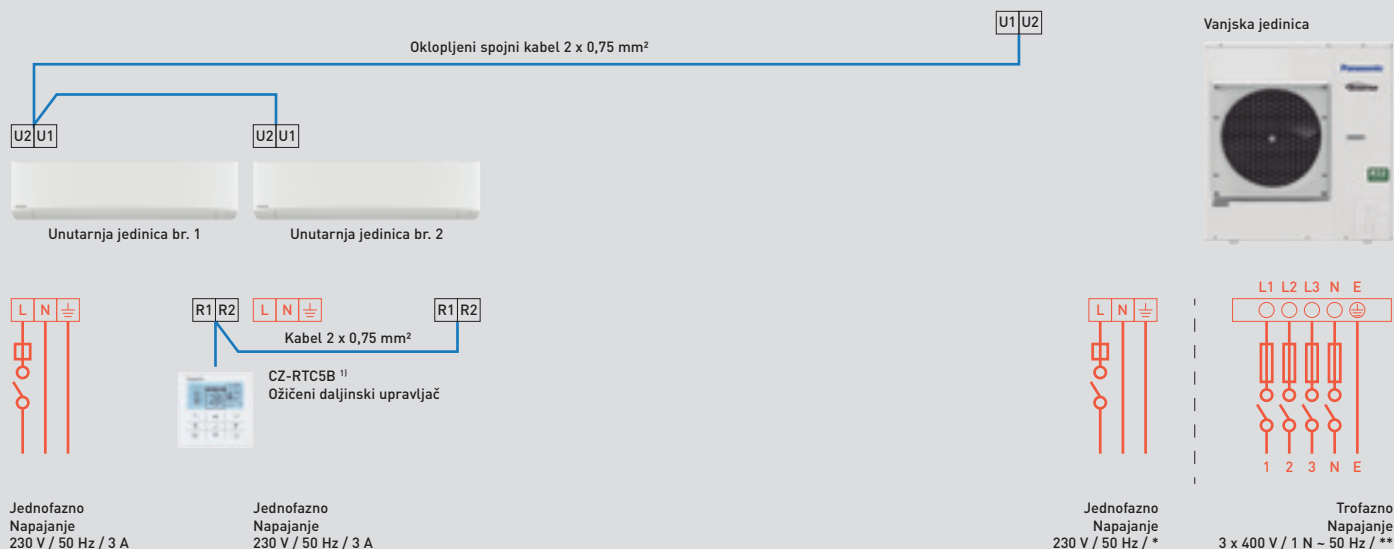 U1 U2
Vanjska jedinica
Oklopljeni spojni kabel 2 x 0,75 mm²
Panasonic
U2 U1
U2 U1
Unutarnja jedinica br. 1
Unutarnja jedinica br. 2
L N
R1 R2
L N
R1 R2
L N
L1 L2 L3 N E
Kabel 2 x 0,75 mm²
CZ-RTC5B ¹⁾
Ožičeni daljinski upravljač
1 2 3 N E
Jednofazno
Napajanje
230 V / 50 Hz / 3 A
Jednofazno
Napajanje
230 V / 50 Hz / 3 A
Jednofazno
Napajanje
230 V / 50 Hz / *
Trofazno
Napajanje
3 x 400 V / 1 N ~ 50 Hz / **